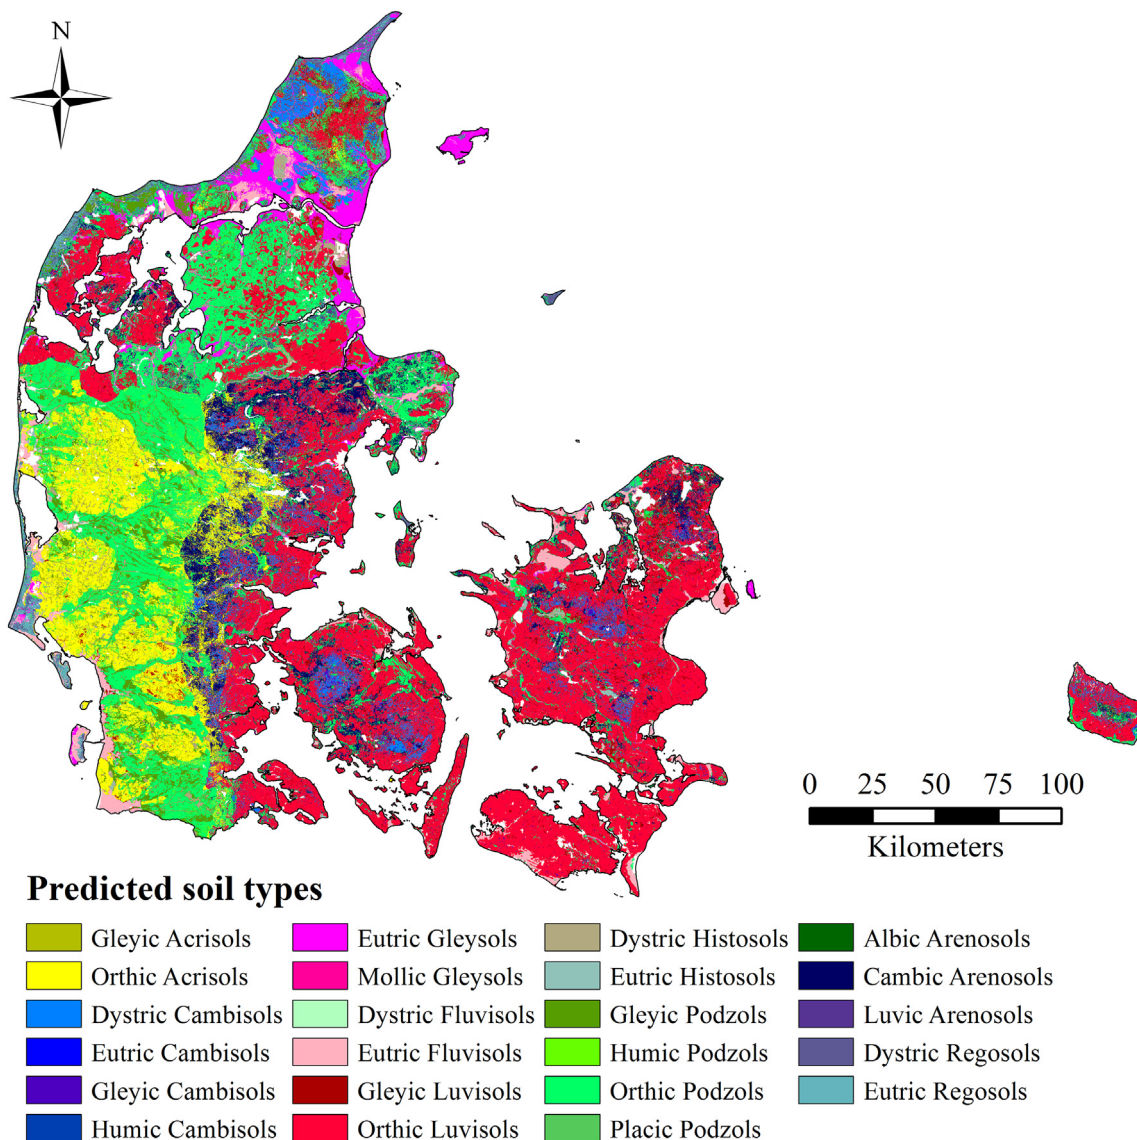 N
0 25 50 75 100
Kilometers
Predicted soil types
Gleyic Acrisols
Orthic Acrisols
Dystric Cambisols
Eutric Cambisols
Gleyic Cambisols
Humic Cambisols
Eutric Gleysols
Mollic Gleysols
Dystric Fluvisols
Eutric Fluvisols
Gleyic Luvisols
Orthic Luvisols
Dystric Histosols
Eutric Histosols
Gleyic Podzols
Humic Podzols
Orthic Podzols
Placic Podzols
Albic Arenosols
Cambic Arenosols
Luvic Arenosols
Dystric Regosols
Eutric Regosols